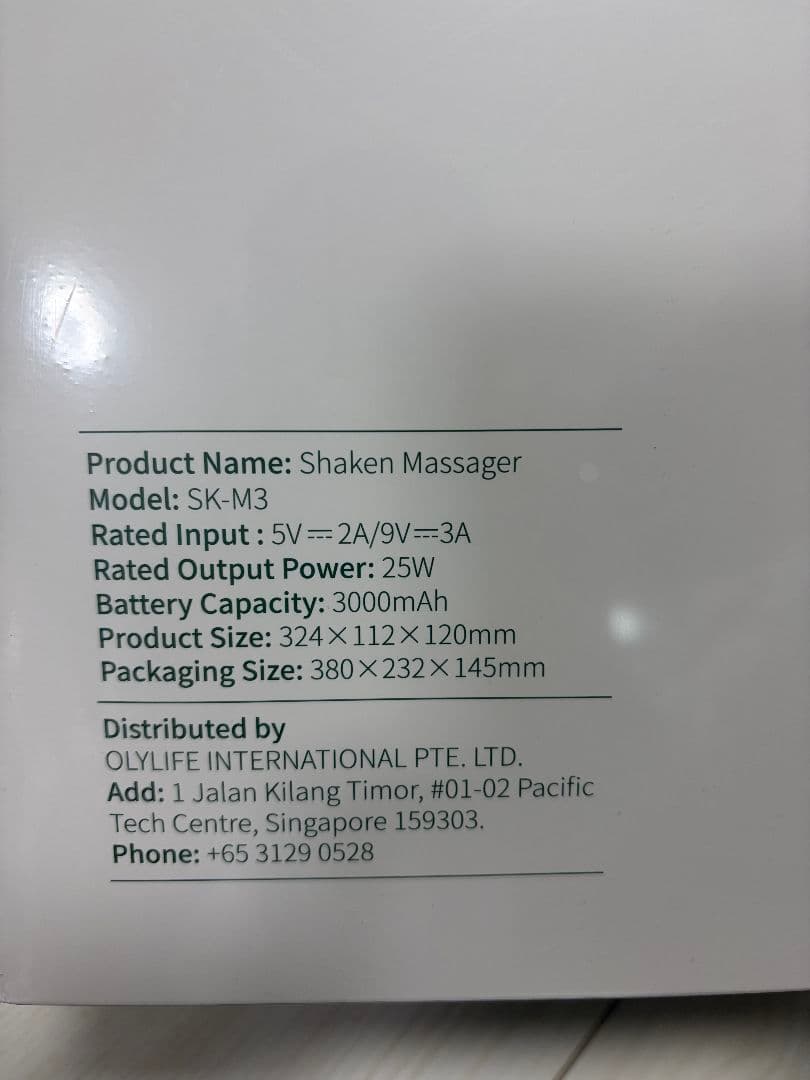 Product Name: Shaken Massager
Model: SK-M3
Rated Input : 5V⎓2A/9V⎓3A
Rated Output Power: 25W
Battery Capacity: 3000mAh
Product Size: 324×112×120mm
Packaging Size: 380×232×145mm
Distributed by
OLYLIFE INTERNATIONAL PTE. LTD.
Add: 1 Jalan Kilang Timor, #01-02 Pacific
Tech Centre, Singapore 159303.
Phone: +65 3129 0528